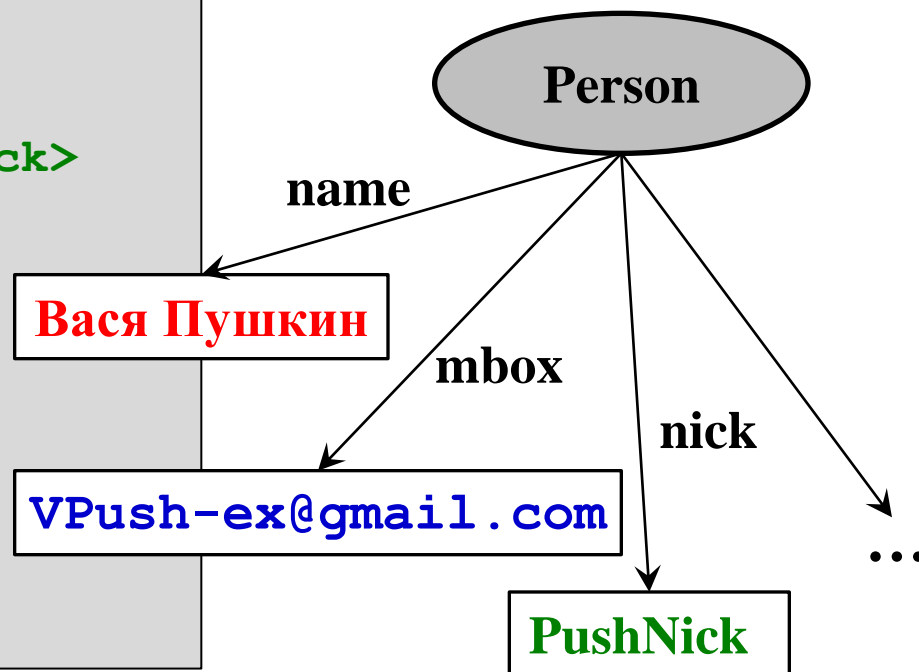 Person
ck>
name
Вася Пушкин
mbox
nick
VPush-ex@gmail.com
...
PushNick